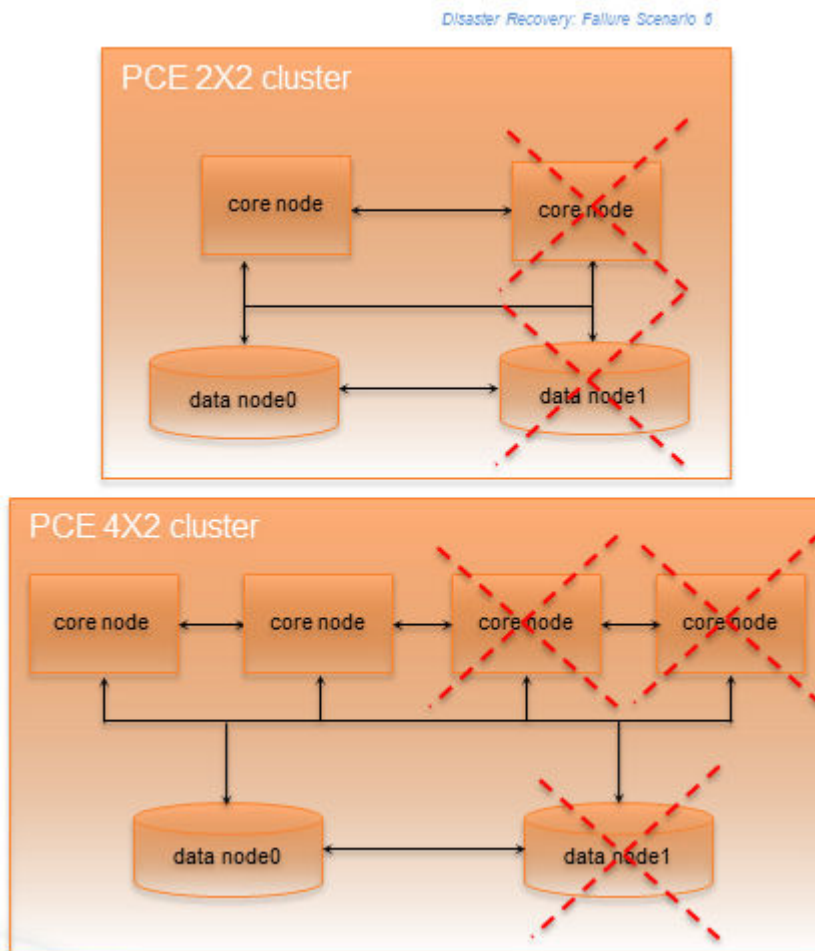 Disaster Recovery: Failure Scenario 6
PCE 2X2 cluster
core node
core node
data node0
data node1
PCE 4X2 cluster
core node
core node
core node
core node
data node0
data node1